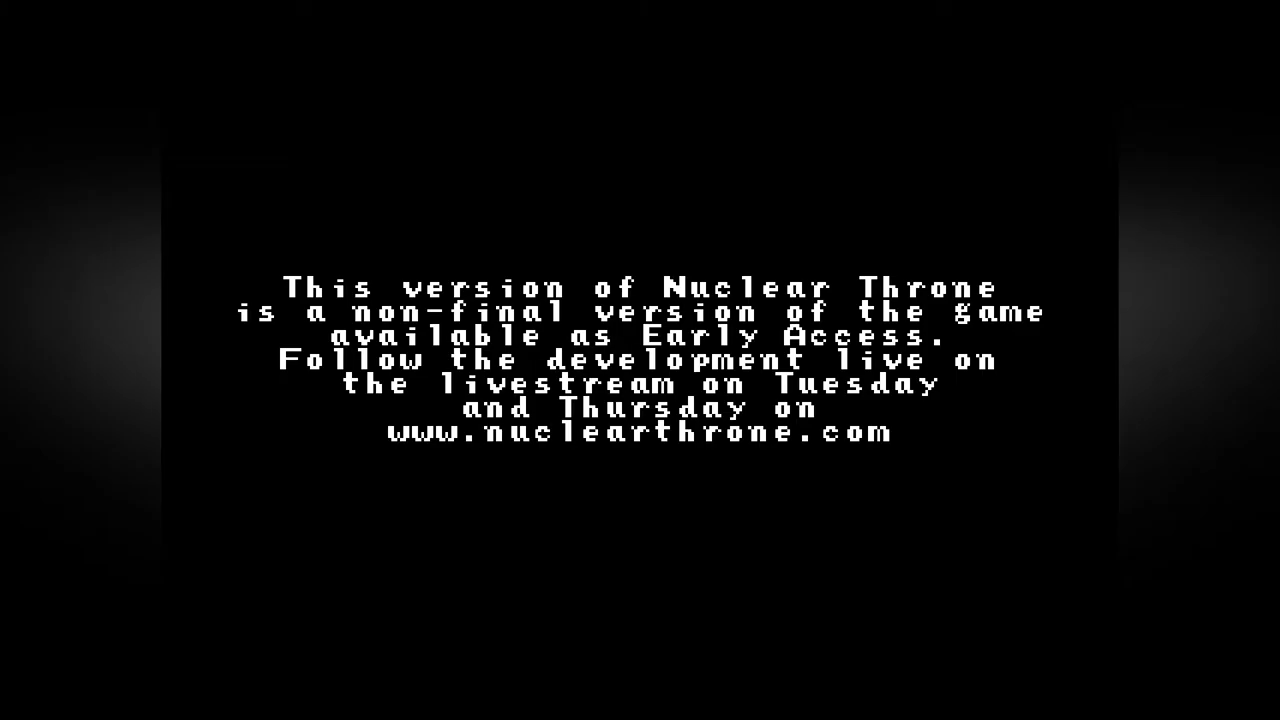 This version of Nuclear Throne
is a non-final version of the game
available as Early Access.
Follow the development live on
the livestream on Tuesday
and Thursday on
www.nuclearthrone.com